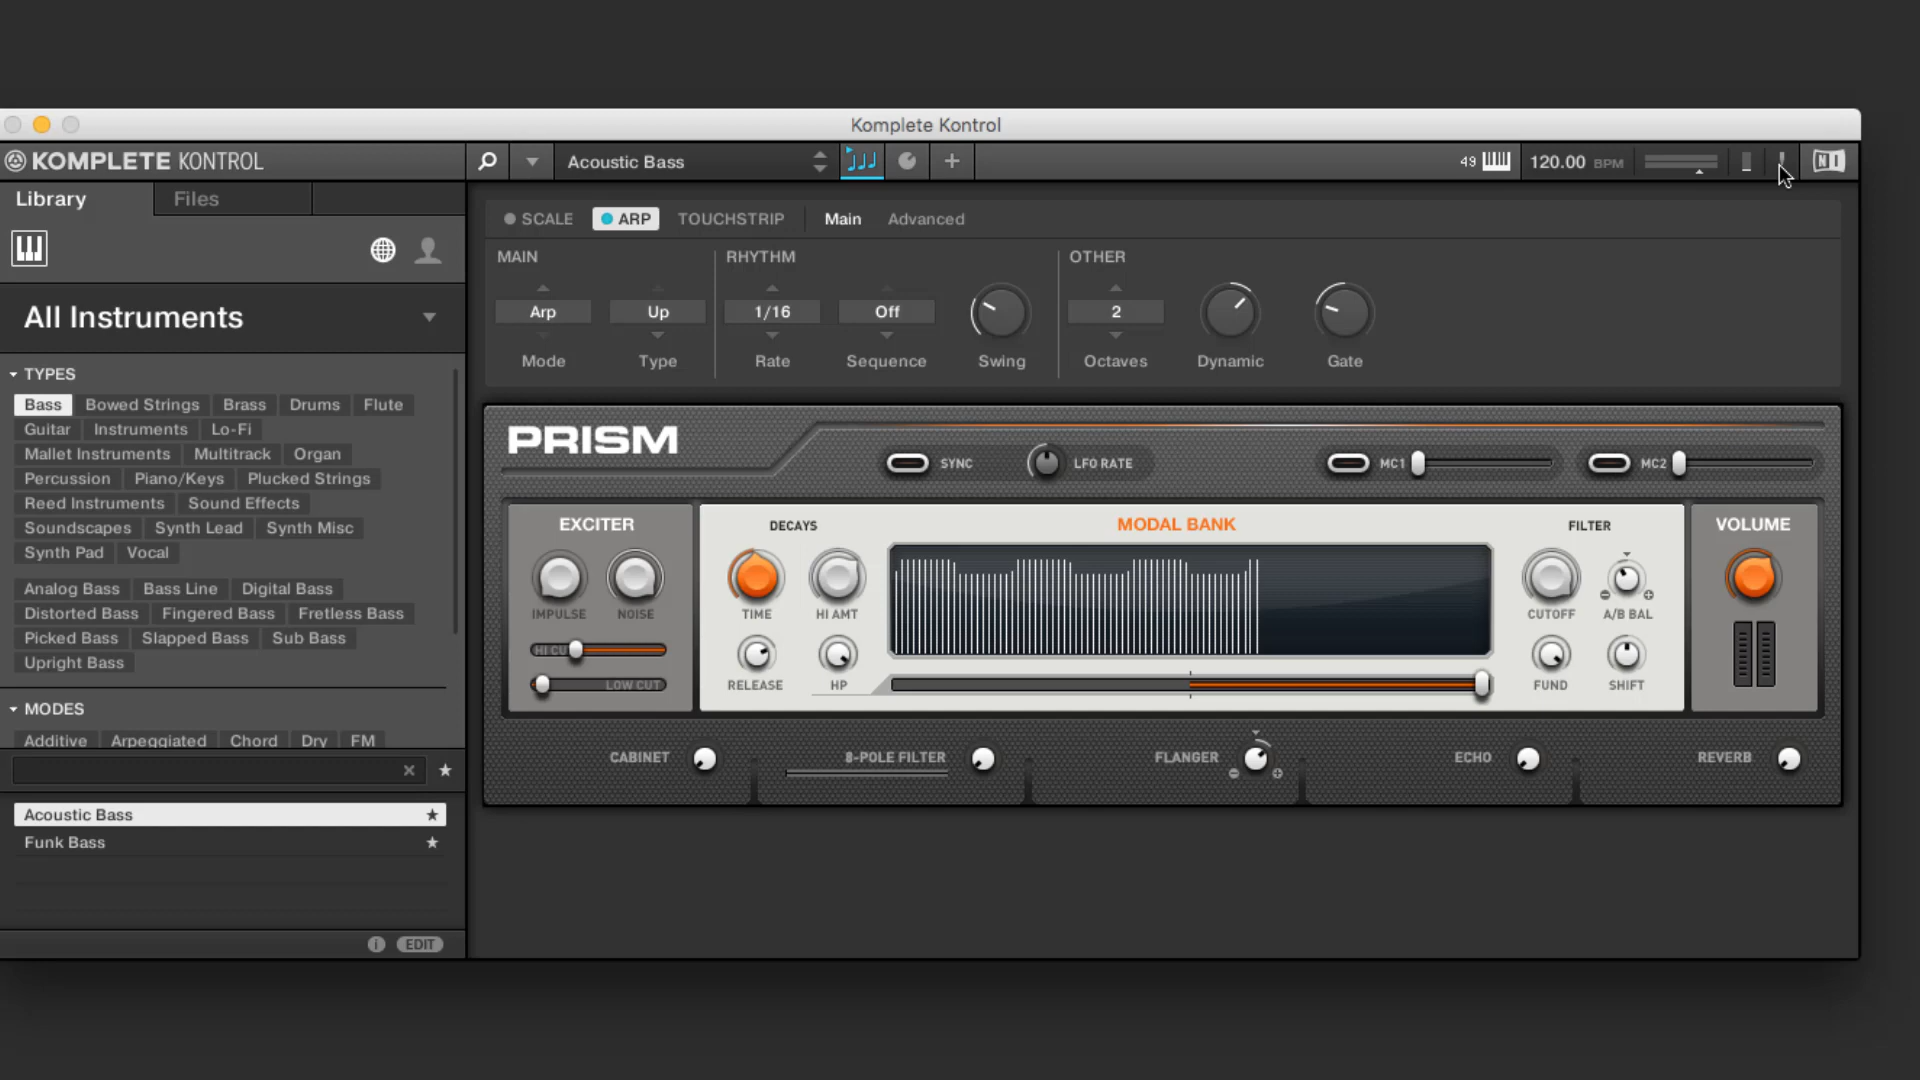 Komplete Kontrol
KOMPLETE KONTROL
Acoustic Bass
49
120.00 BPM
NI
Library
Files
SCALE
ARP
TOUCHSTRIP
Main
Advanced
All Instruments
MAIN
RHYTHM
OTHER
Arp
Up
1/16
Off
2
Mode
Type
Rate
Sequence
Swing
Octaves
Dynamic
Gate
TYPES
Bass Bowed Strings Brass Drums Flute
Guitar Instruments Lo-Fi
Mallet Instruments Multitrack Organ
Percussion Piano/Keys Plucked Strings
Reed Instruments Sound Effects
Soundscapes Synth Lead Synth Misc
Synth Pad Vocal
Analog Bass Bass Line Digital Bass
Distorted Bass Fingered Bass Fretless Bass
Picked Bass Slapped Bass Sub Bass
Upright Bass
MODES
Additive Arpeggiated Chord Dry FM
Acoustic Bass
Funk Bass
i EDIT
PRISM
SYNC
LFO RATE
MC1
MC2
EXCITER
IMPULSE
NOISE
HI CUT
LOW CUT
DECAYS
MODAL BANK
FILTER
TIME
HI AMT
RELEASE
HP
CUTOFF
A/B BAL
FUND
SHIFT
VOLUME
CABINET
8-POLE FILTER
FLANGER
ECHO
REVERB